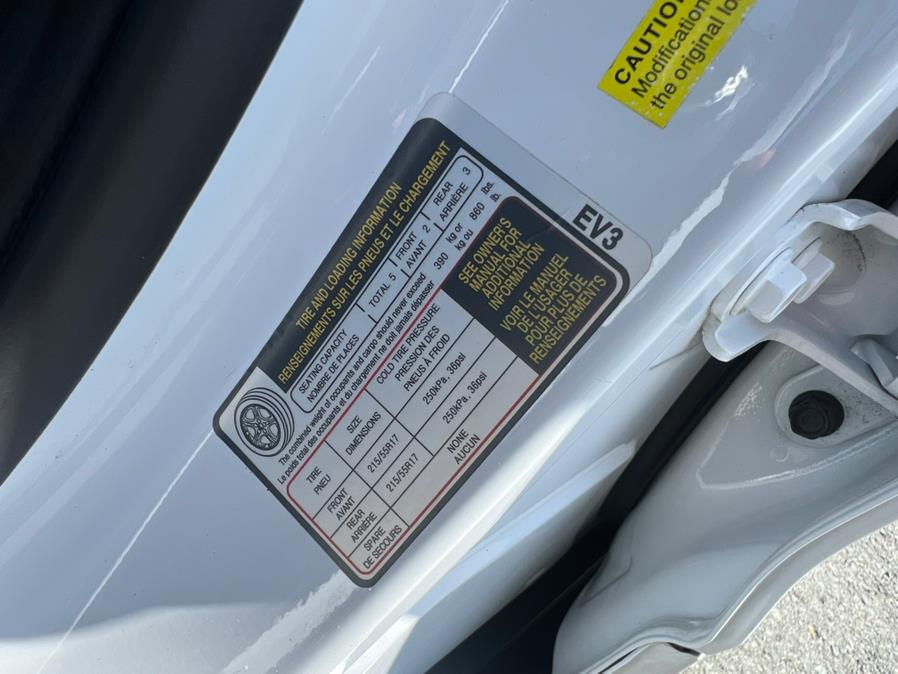 CAUTION
Modification
the original lo
TIRE AND LOADING INFORMATION
RENSEIGNEMENTS SUR LES PNEUS ET LE CHARGEMENT
SEATING CAPACITY
NOMBRE DE PLACES
TOTAL 5
FRONT 2
AVANT
REAR 3
ARRIÈRE
The combined weight of occupants and cargo should never exceed 390 kg or 860 lbs.
Le poids total des occupants et du chargement ne doit jamais dépasser kg ou lb.
TIRE
PNEU
SIZE
DIMENSIONS
COLD TIRE PRESSURE
PRESSION DES
PNEUS À FROID
FRONT
AVANT
215/55R17
250kPa, 36psi
REAR
ARRIÈRE
215/55R17
250kPa, 36psi
SPARE
DE SECOURS
NONE
AUCUN
SEE OWNER'S
MANUAL FOR
ADDITIONAL
INFORMATION
VOIR LE MANUEL
DE L'USAGER
POUR PLUS DE
RENSEIGNEMENTS
EV3